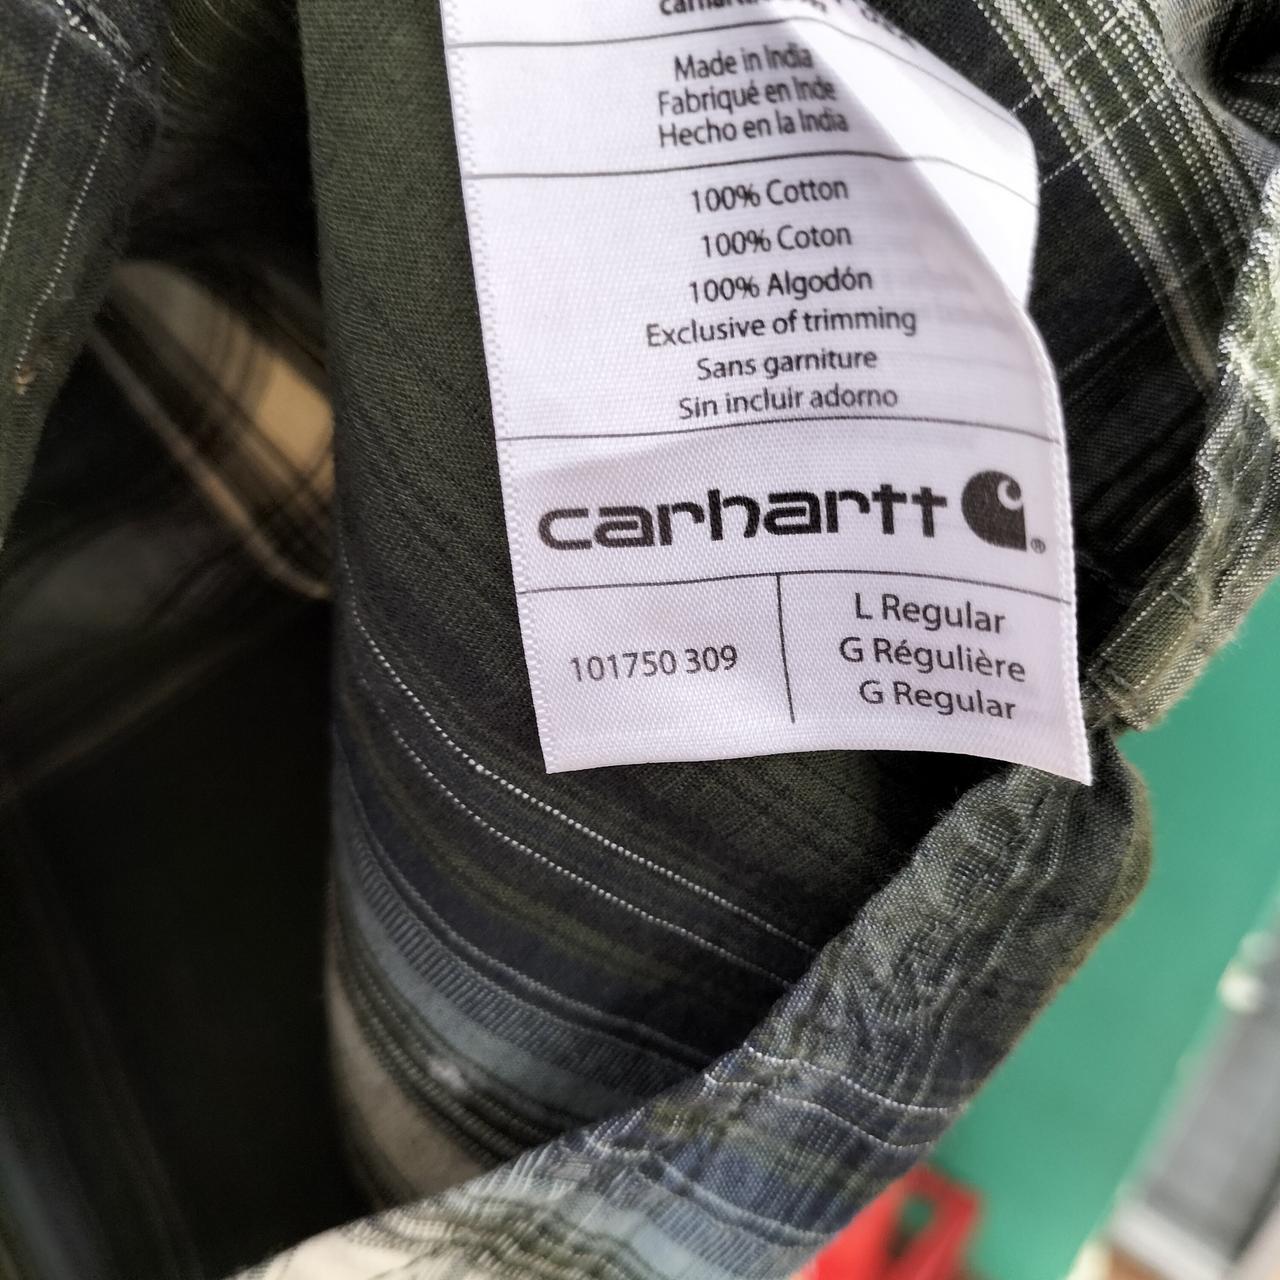 Made in India
Fabriqué en Inde
Hecho en la India
100% Cotton
100% Coton
100% Algodón
Exclusive of trimming
Sans garniture
Sin incluir adorno
carhartt ®
101750 309
L Regular
G Régulière
G Regular